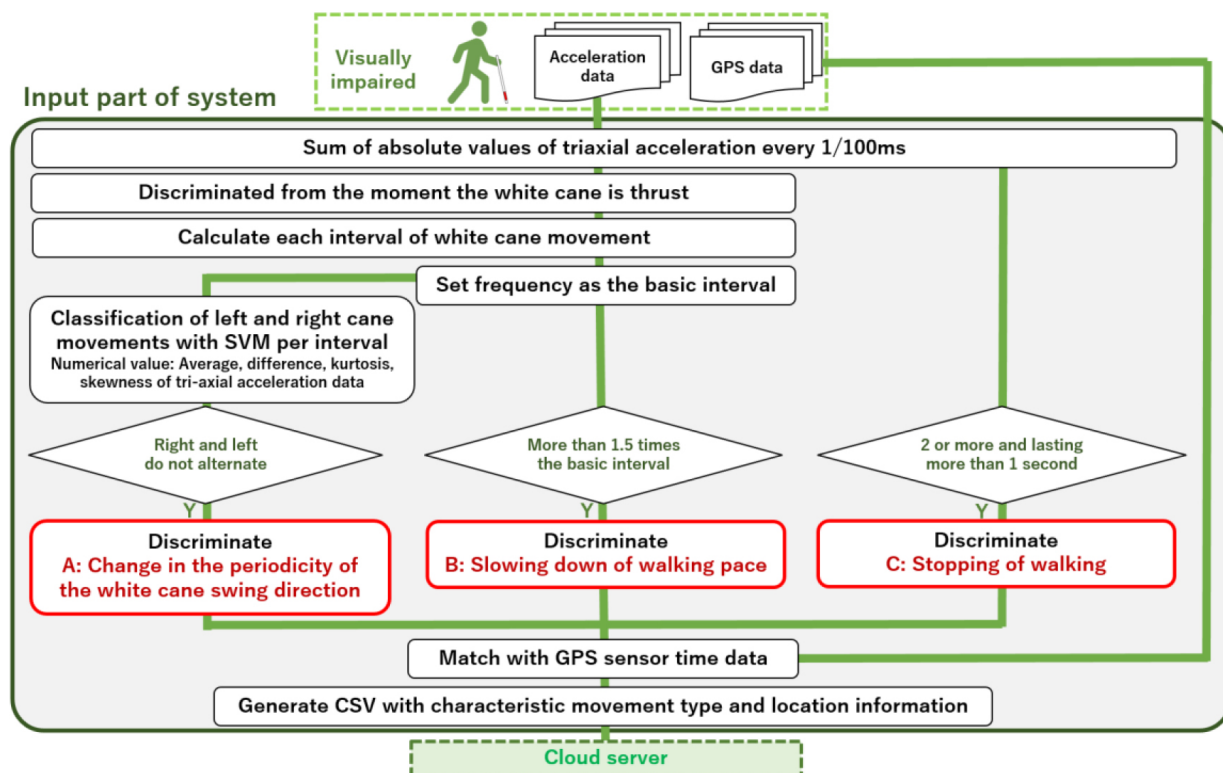 Visually
impaired
Acceleration
data
GPS data
Input part of system
Sum of absolute values of triaxial acceleration every 1/100ms
Discriminated from the moment the white cane is thrust
Calculate each interval of white cane movement
Set frequency as the basic interval
Classification of left and right cane
movements with SVM per interval
Numerical value: Average, difference, kurtosis,
skewness of tri-axial acceleration data
Right and left
do not alternate
More than 1.5 times
the basic interval
2 or more and lasting
more than 1 second
Y
Y
Y
Discriminate
A: Change in the periodicity of
the white cane swing direction
Discriminate
B: Slowing down of walking pace
Discriminate
C: Stopping of walking
Match with GPS sensor time data
Generate CSV with characteristic movement type and location information
Cloud server